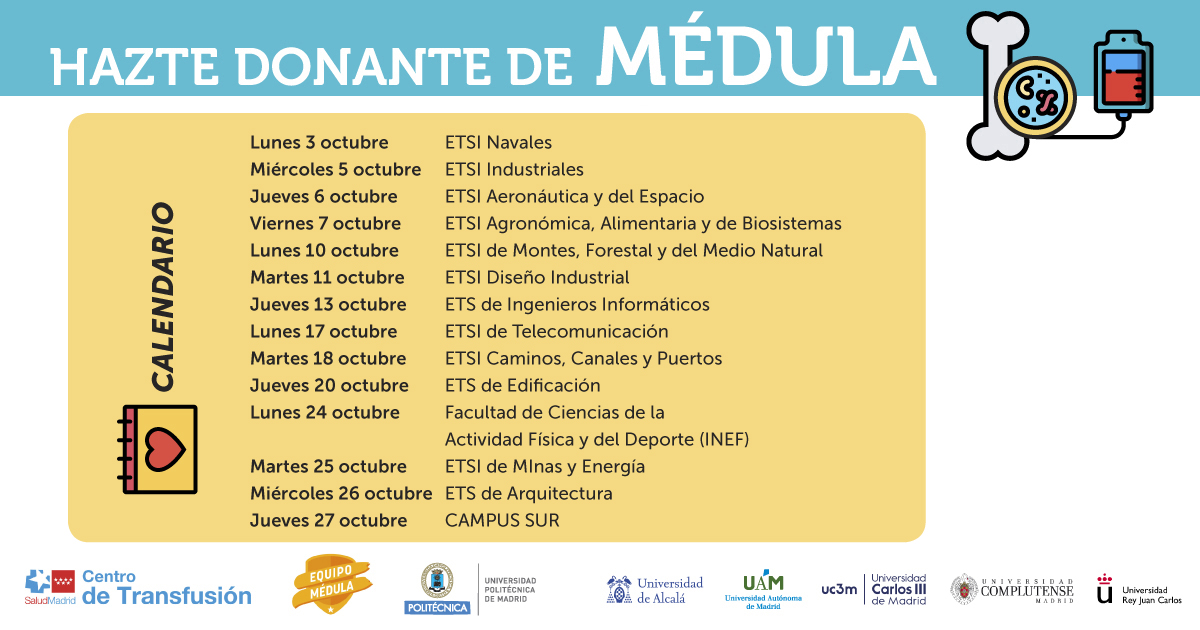 HAZTE DONANTE DE MÉDULA
CALENDARIO
Lunes 3 octubre ETSI Navales
Miércoles 5 octubre ETSI Industriales
Jueves 6 octubre ETSI Aeronáutica y del Espacio
Viernes 7 octubre ETSI Agronómica, Alimentaria y de Biosistemas
Lunes 10 octubre ETSI de Montes, Forestal y del Medio Natural
Martes 11 octubre ETSI Diseño Industrial
Jueves 13 octubre ETS de Ingenieros Informáticos
Lunes 17 octubre ETSI de Telecomunicación
Martes 18 octubre ETSI Caminos, Canales y Puertos
Jueves 20 octubre ETS de Edificación
Lunes 24 octubre Facultad de Ciencias de la
Actividad Física y del Deporte (INEF)
Martes 25 octubre ETSI de MInas y Energía
Miércoles 26 octubre ETS de Arquitectura
Jueves 27 octubre CAMPUS SUR
SaludMadrid
Centro
de Transfusión
EQUIPO
MÉDULA
POLITÉCNICA
UNIVERSIDAD
POLITÉCNICA
DE MADRID
Universidad
de Alcalá
UAM
Universidad Autónoma
de Madrid
uc3m
Universidad
Carlos III
de Madrid
UNIVERSIDAD
COMPLUTENSE
MADRID
u
Universidad
Rey Juan Carlos